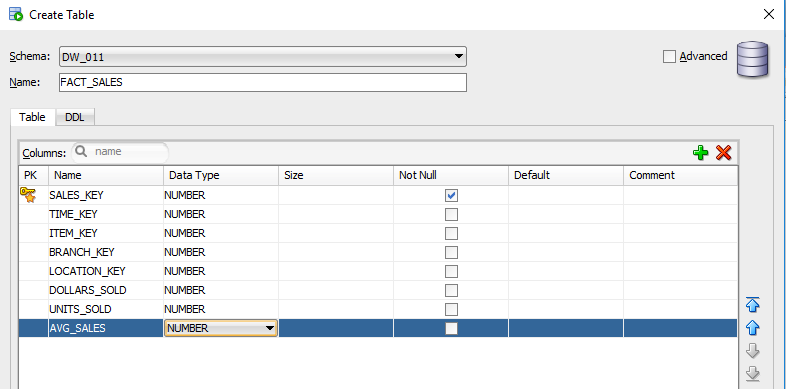 Create Table
Schema: DW_011 Advanced
Name: FACT_SALES
Table DDL
Columns: name
PK Name Data Type Size Not Null Default Comment
SALES_KEY NUMBER
TIME_KEY NUMBER
ITEM_KEY NUMBER
BRANCH_KEY NUMBER
LOCATION_KEY NUMBER
DOLLARS_SOLD NUMBER
UNITS_SOLD NUMBER
AVG_SALES NUMBER